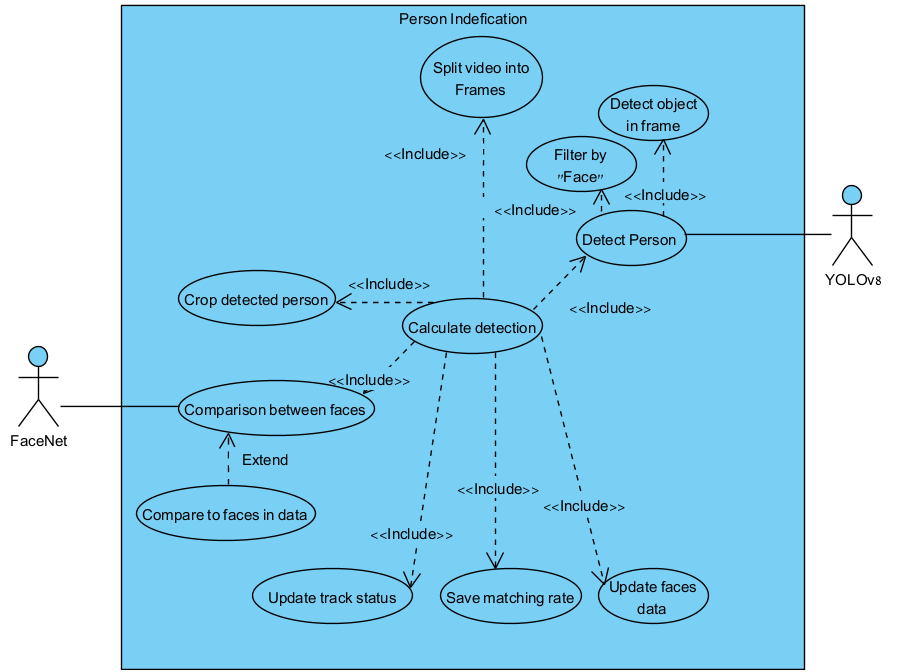 Person Indefication
Split video into
Frames
Detect object
in frame
<<Include>>
Filter by
"Face"
<<Include>>
<<Include>>
Detect Person
YOLOv8
<<Include>>
Crop detected person
<<Include>>
Calculate detection
<<Include>>
Comparison between faces
FaceNet
Extend
Compare to faces in data
<<Include>>
<<Include>>
<<Include>>
Update track status
Save matching rate
Update faces
data